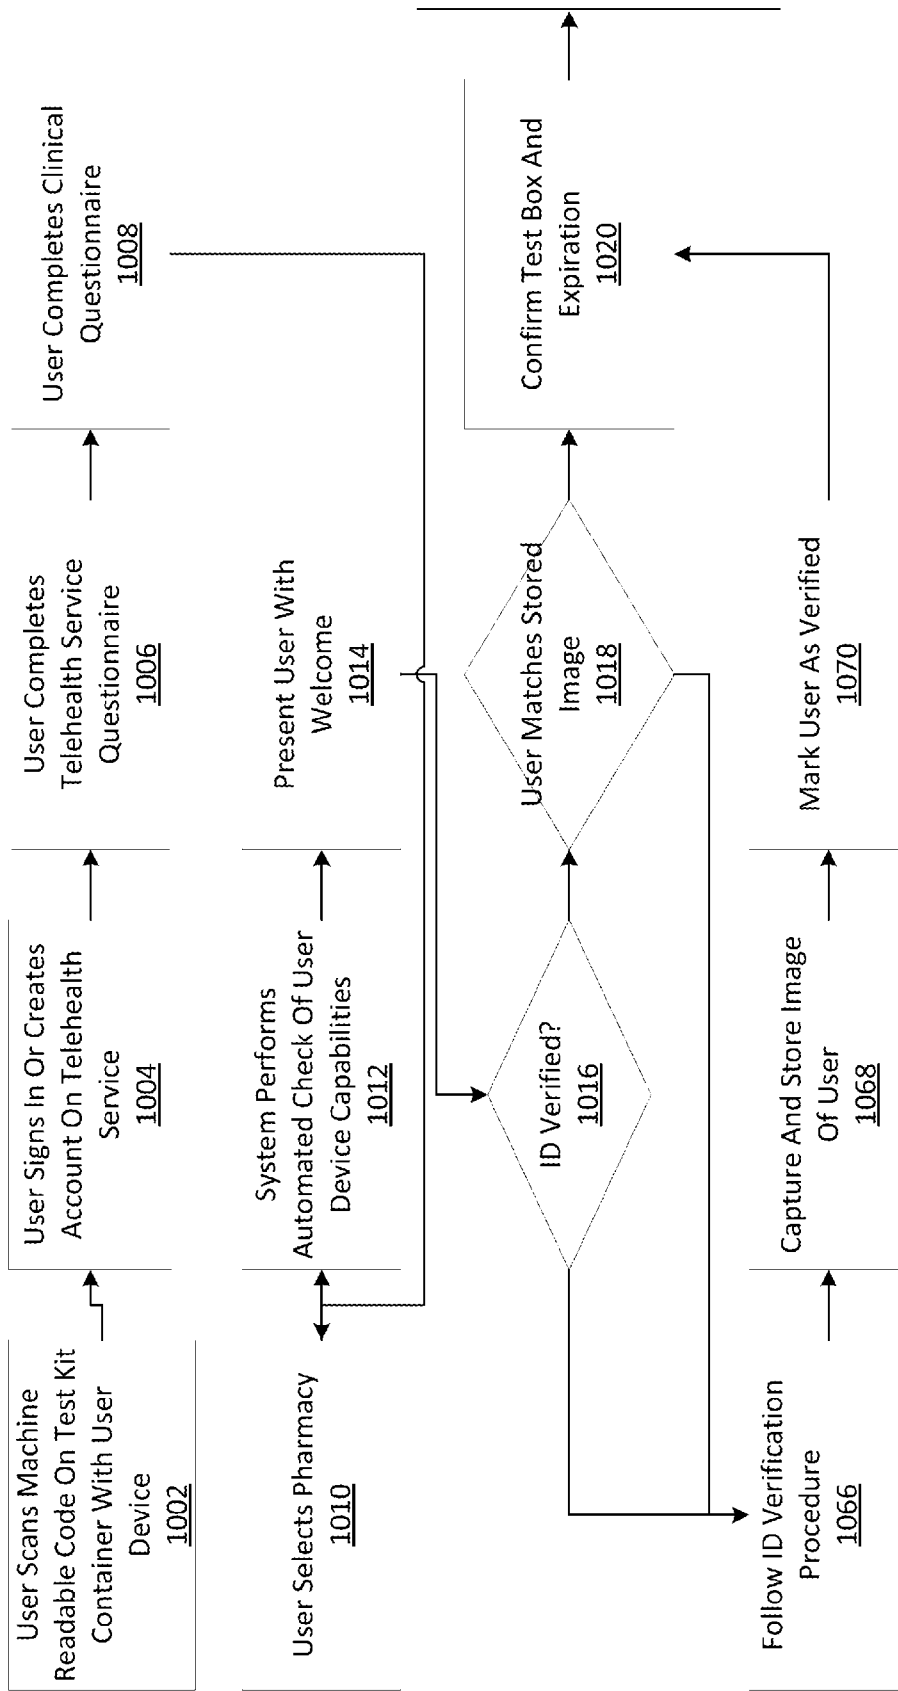 User Scans Machine
Readable Code On Test Kit
Container With User
Device
1002
User Signs In Or Creates
Account On Telehealth
Service
1004
User Completes
Telehealth Service
Questionnaire
1006
User Completes Clinical
Questionnaire
1008
User Selects Pharmacy
1010
System Performs
Automated Check Of User
Device Capabilities
1012
Present User With
Welcome
1014
ID Verified?
1016
User Matches Stored
Image
1018
Confirm Test Box And
Expiration
1020
Follow ID Verification
Procedure
1066
Capture And Store Image
Of User
1068
Mark User As Verified
1070